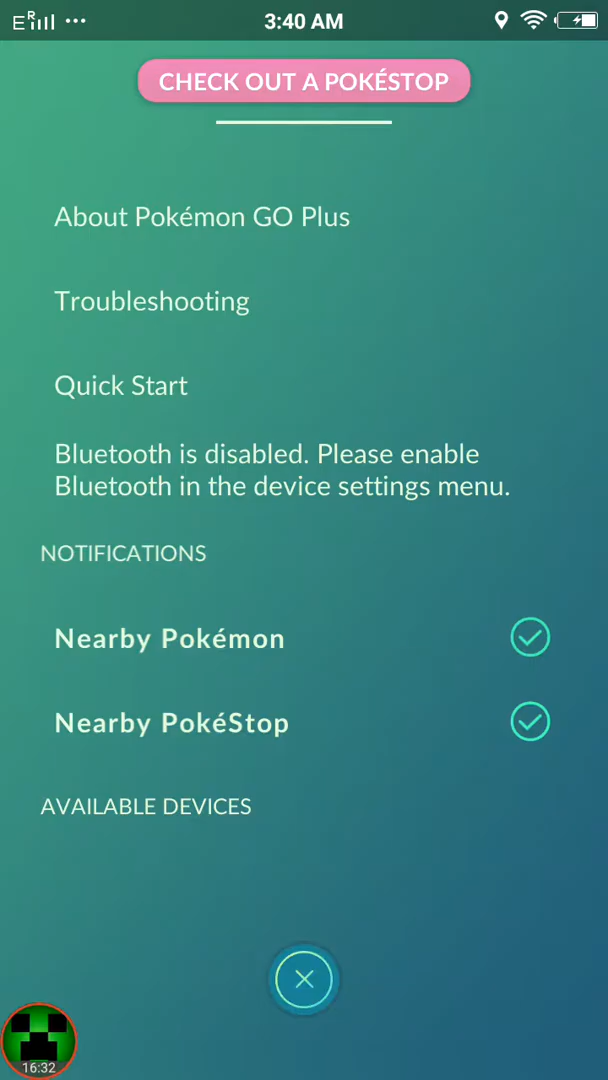 E R ...
3:40 AM
CHECK OUT A POKÉSTOP
About Pokémon GO Plus
Troubleshooting
Quick Start
Bluetooth is disabled. Please enable
Bluetooth in the device settings menu.
NOTIFICATIONS
Nearby Pokémon
Nearby PokéStop
AVAILABLE DEVICES
16:32